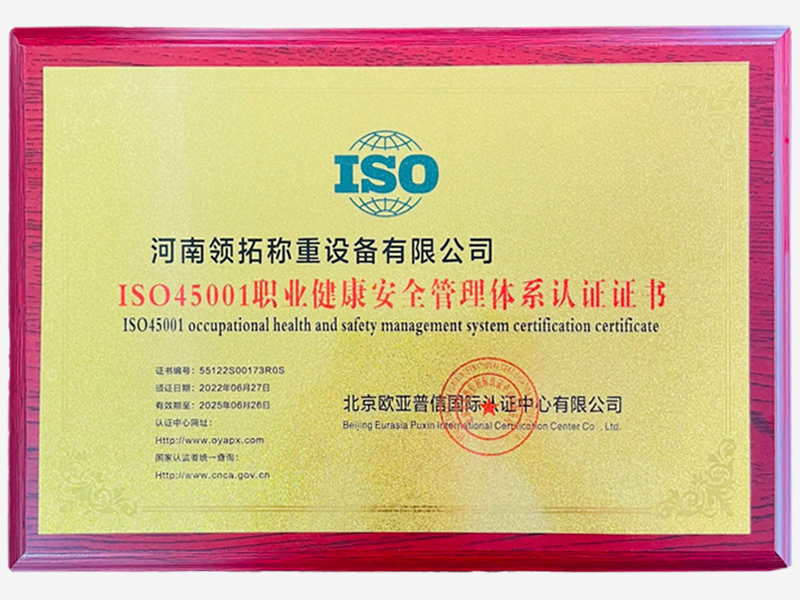 ISO
河南领拓称重设备有限公司
ISO45001职业健康安全管理体系认证证书
ISO45001 occupational health and safety management system certification certificate
证书编号：55122S00173R0S
颁证日期：2022年06月27日
有效期至：2025年06月26日
认证中心网址：
Http://www.oyapx.com
国家认监委统一查询：
Http://www.cnca.gov.cn
北京欧亚普信国际认证中心有限公司
Beijing Eurasia Puxin International Certification Center Co., Ltd.